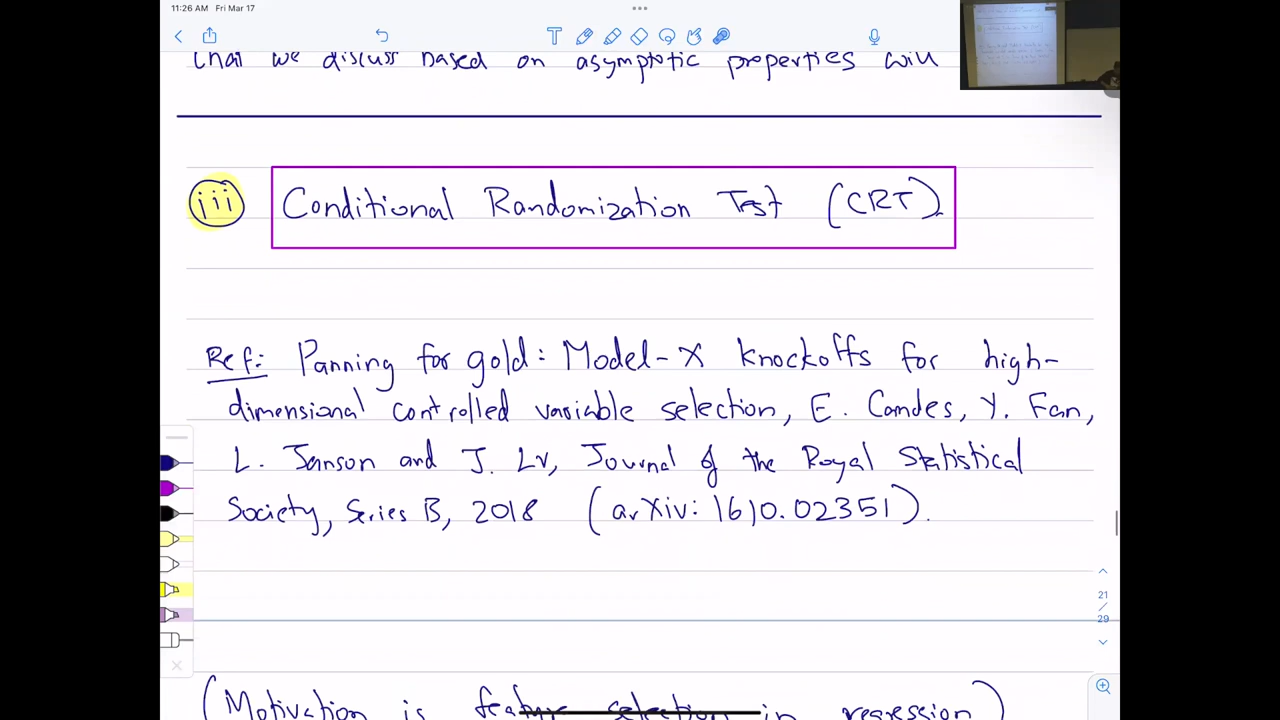 11:26 AM Fri Mar 17
that we discuss based on asymptotic properties will
iii Conditional Randomization Test (CRT)
Ref: Panning for gold: Model-X knockoffs for high-
dimensional controlled variable selection, E. Candes, Y. Fan,
L. Janson and J. Lv, Journal of the Royal Statistical
Society, Series B, 2018 (arXiv: 1610.02351).
21
/
29
(Motivation is feature selection in regression)